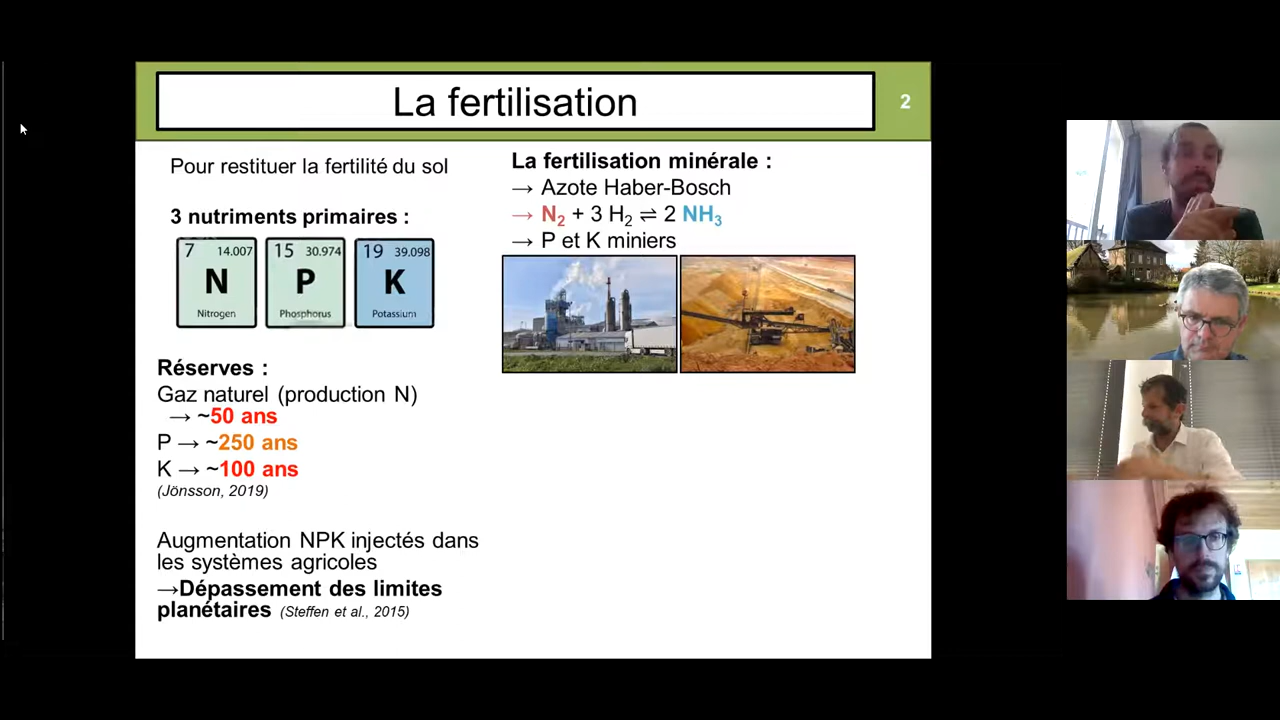 La fertilisation
2
Pour restituer la fertilité du sol
3 nutriments primaires :
7 14.007
N
Nitrogen
15 30.974
P
Phosphorus
19 39.098
K
Potassium
Réserves :
Gaz naturel (production N)
→ ~50 ans
P → ~250 ans
K → ~100 ans
(Jönsson, 2019)
Augmentation NPK injectés dans
les systèmes agricoles
→Dépassement des limites
planétaires (Steffen et al., 2015)
La fertilisation minérale :
→ Azote Haber-Bosch
→ N₂ + 3 H₂ ⇌ 2 NH₃
→ P et K miniers